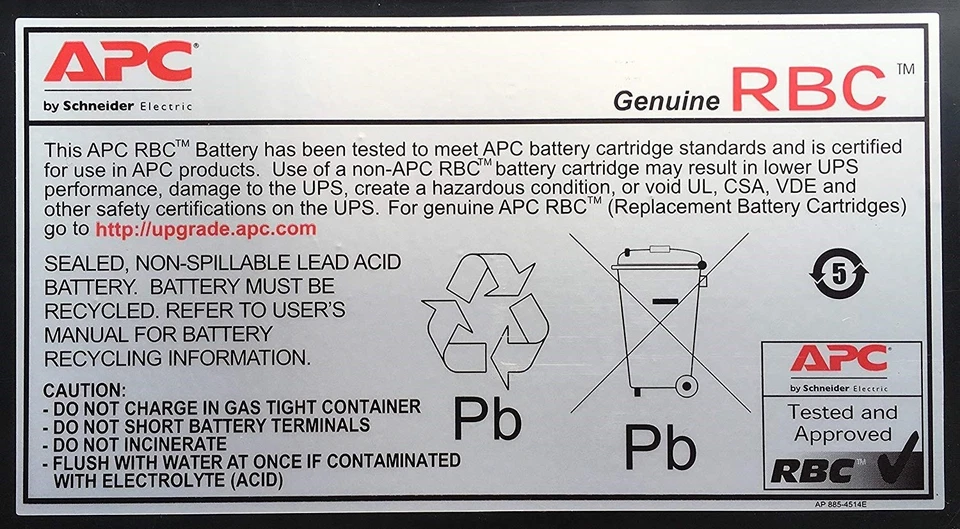 APC®
by Schneider Electric
Genuine RBC™
This APC RBC™ Battery has been tested to meet APC battery cartridge standards and is certified
for use in APC products. Use of a non-APC RBC™ battery cartridge may result in lower UPS
performance, damage to the UPS, create a hazardous condition, or void UL, CSA, VDE and
other safety certifications on the UPS. For genuine APC RBC™ (Replacement Battery Cartridges)
go to http://upgrade.apc.com
SEALED, NON-SPILLABLE LEAD ACID
BATTERY. BATTERY MUST BE
RECYCLED. REFER TO USER'S
MANUAL FOR BATTERY
RECYCLING INFORMATION.
CAUTION:
- DO NOT CHARGE IN GAS TIGHT CONTAINER
- DO NOT SHORT BATTERY TERMINALS
- DO NOT INCINERATE
- FLUSH WITH WATER AT ONCE IF CONTAMINATED
WITH ELECTROLYTE (ACID)
Pb
Pb
5
APC®
by Schneider Electric
Tested and
Approved
RBC™
AP 885-4514E